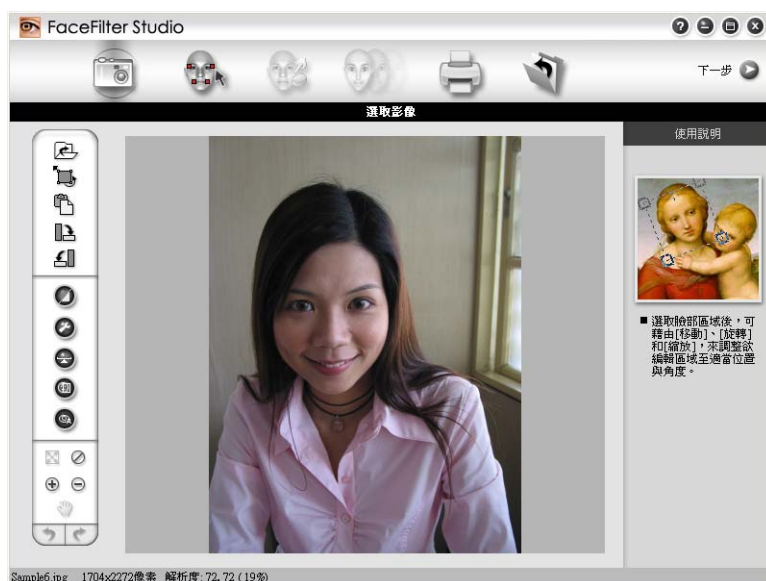 FaceFilter Studio
下一步
選取影像
使用說明
■ 選取臉部區域後，可
藉由[移動]、[旋轉]
和[縮放]，來調整欲
編輯區域至適當位置
與角度。
Sample6.jpg 1704x2272像素 解析度: 72, 72 ( 19%)